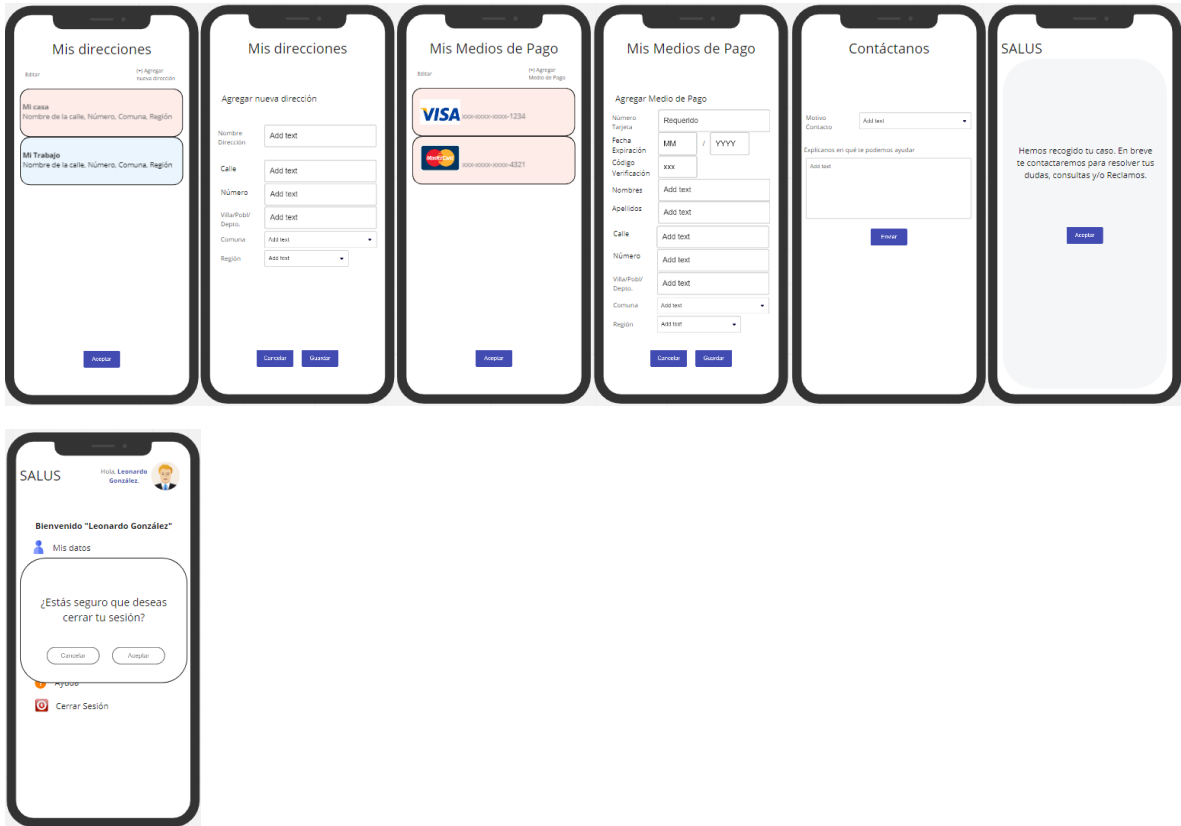 Mis direcciones
Editar
(+) Agregar
nueva dirección
Mi casa
Nombre de la calle, Número, Comuna, Región
Mi Trabajo
Nombre de la calle, Número, Comuna, Región
Aceptar
Mis direcciones
Agregar nueva dirección
Nombre
Dirección
Add text
Calle
Add text
Número
Add text
Villa/Pobl/
Depto.
Add text
Comuna
Add text
Región
Add text
Cancelar
Guardar
Mis Medios de Pago
Editar
(+) Agregar
Medio de Pago
VISA
xxx-xxxx-xxxx-1234
MasterCard
xxx-xxxx-xxxx-4321
Aceptar
Mis Medios de Pago
Agregar Medio de Pago
Número
Tarjeta
Requerido
Fecha
Expiración
MM
/
YYYY
Código
Verificación
xxx
Nombres
Add text
Apellidos
Add text
Calle
Add text
Número
Add text
Villa/Pobl/
Depto.
Add text
Comuna
Add text
Región
Add text
Cancelar
Guardar
Contáctanos
Motivo
Contacto
Add text
Explícanos en qué te podemos ayudar
Add text
Enviar
SALUS
Hemos recogido tu caso. En breve
te contactaremos para resolver tus
dudas, consultas y/o Reclamos.
Aceptar
SALUS
Hola, Leonardo
González.
Bienvenido "Leonardo González"
Mis datos
¿Estás seguro que deseas
cerrar tu sesión?
Cancelar
Aceptar
Ayuda
Cerrar Sesión